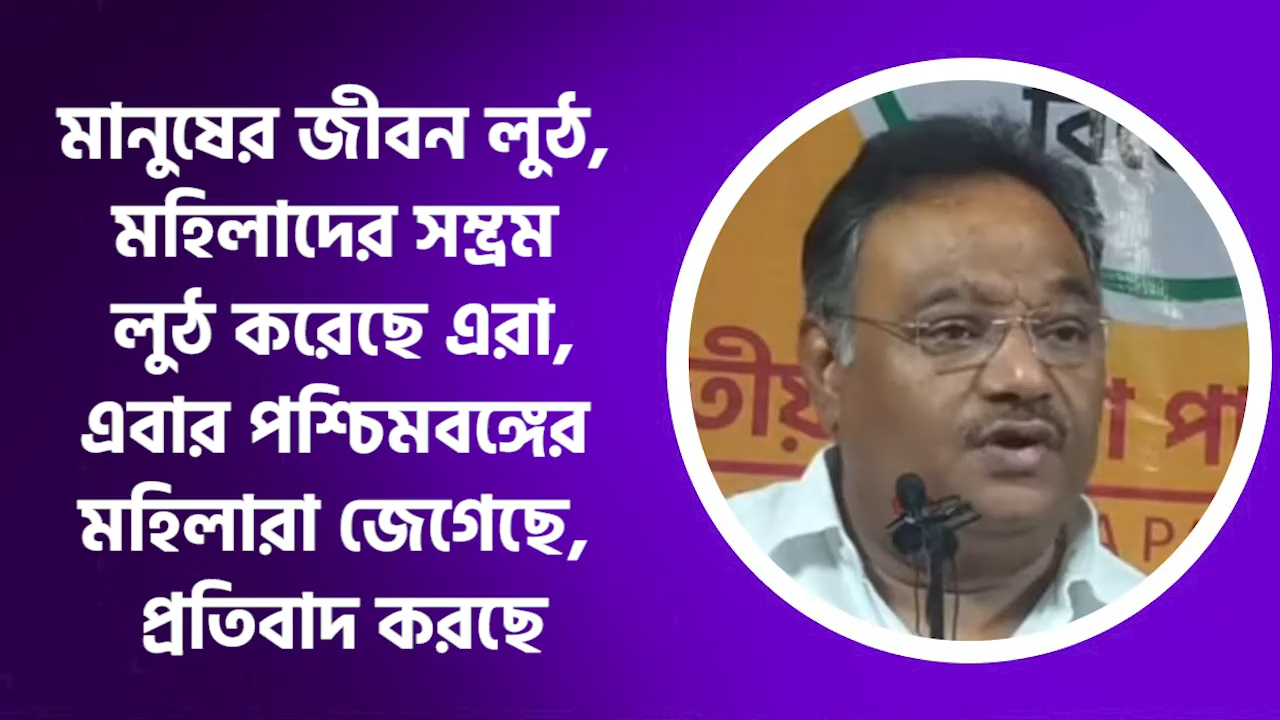 মানুষের জীবন লুঠ,
মহিলাদের সম্ভ্রম
লুঠ করেছে এরা,
এবার পশ্চিমবঙ্গের
মহিলারা জেগেছে,
প্রতিবাদ করছে